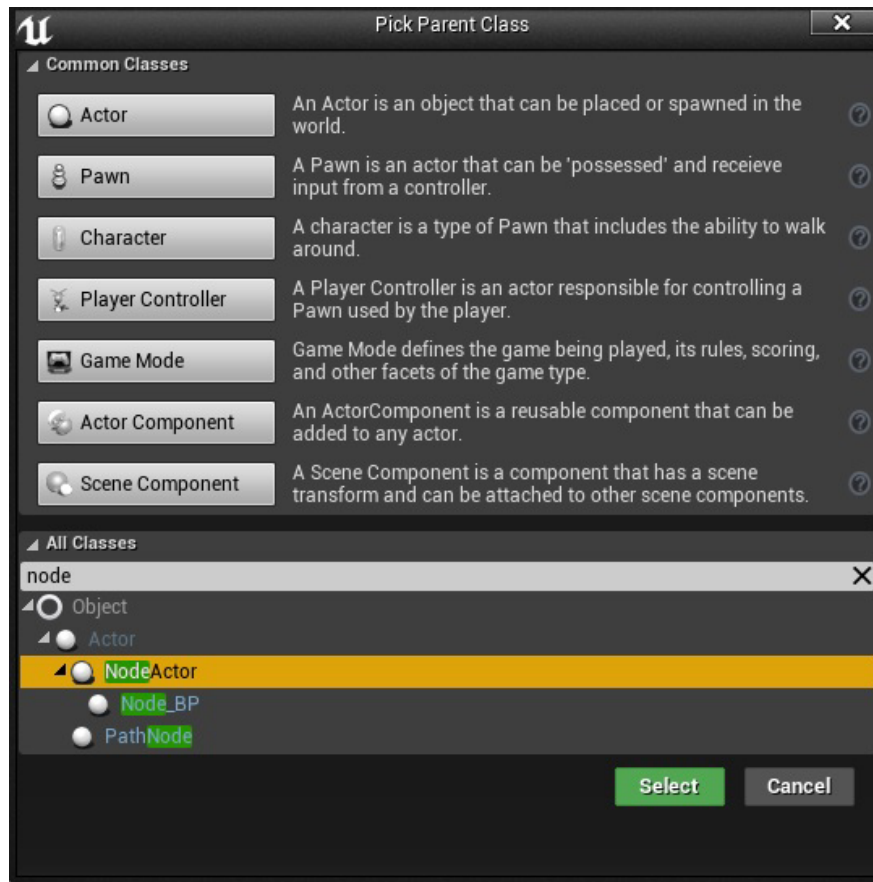 Pick Parent Class
Common Classes
Actor
An Actor is an object that can be placed or spawned in the
world.
Pawn
A Pawn is an actor that can be 'possessed' and receieve
input from a controller.
Character
A character is a type of Pawn that includes the ability to walk
around.
Player Controller
A Player Controller is an actor responsible for controlling a
Pawn used by the player.
Game Mode
Game Mode defines the game being played, its rules, scoring,
and other facets of the game type.
Actor Component
An ActorComponent is a reusable component that can be
added to any actor.
Scene Component
A Scene Component is a component that has a scene
transform and can be attached to other scene components.
All Classes
node
Object
Actor
NodeActor
Node_BP
PathNode
Select Cancel